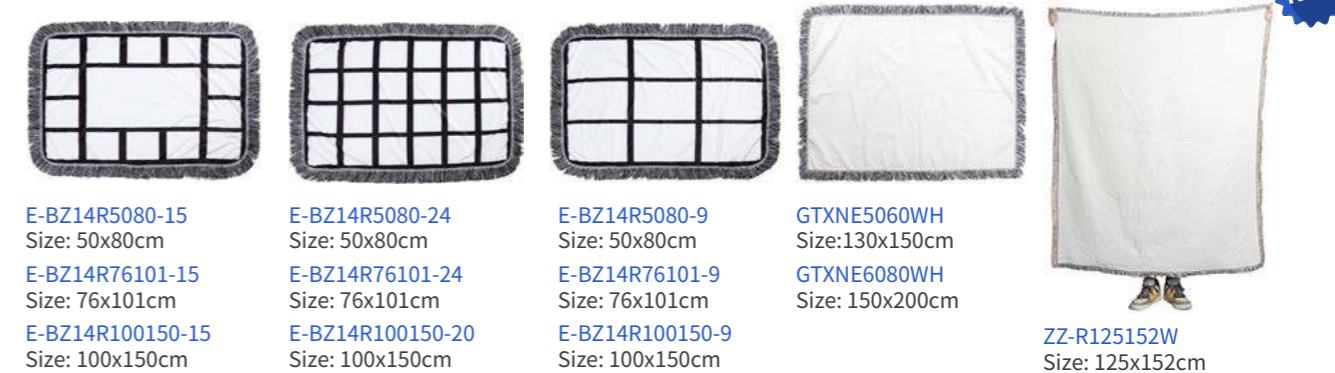 E-BZ14R5080-15
Size: 50x80cm
E-BZ14R76101-15
Size: 76x101cm
E-BZ14R100150-15
Size: 100x150cm
E-BZ14R5080-24
Size: 50x80cm
E-BZ14R76101-24
Size: 76x101cm
E-BZ14R100150-20
Size: 100x150cm
E-BZ14R5080-9
Size: 50x80cm
E-BZ14R76101-9
Size: 76x101cm
E-BZ14R100150-9
Size: 100x150cm
GTXNE5060WH
Size:130x150cm
GTXNE6080WH
Size: 150x200cm
ZZ-R125152W
Size: 125x152cm